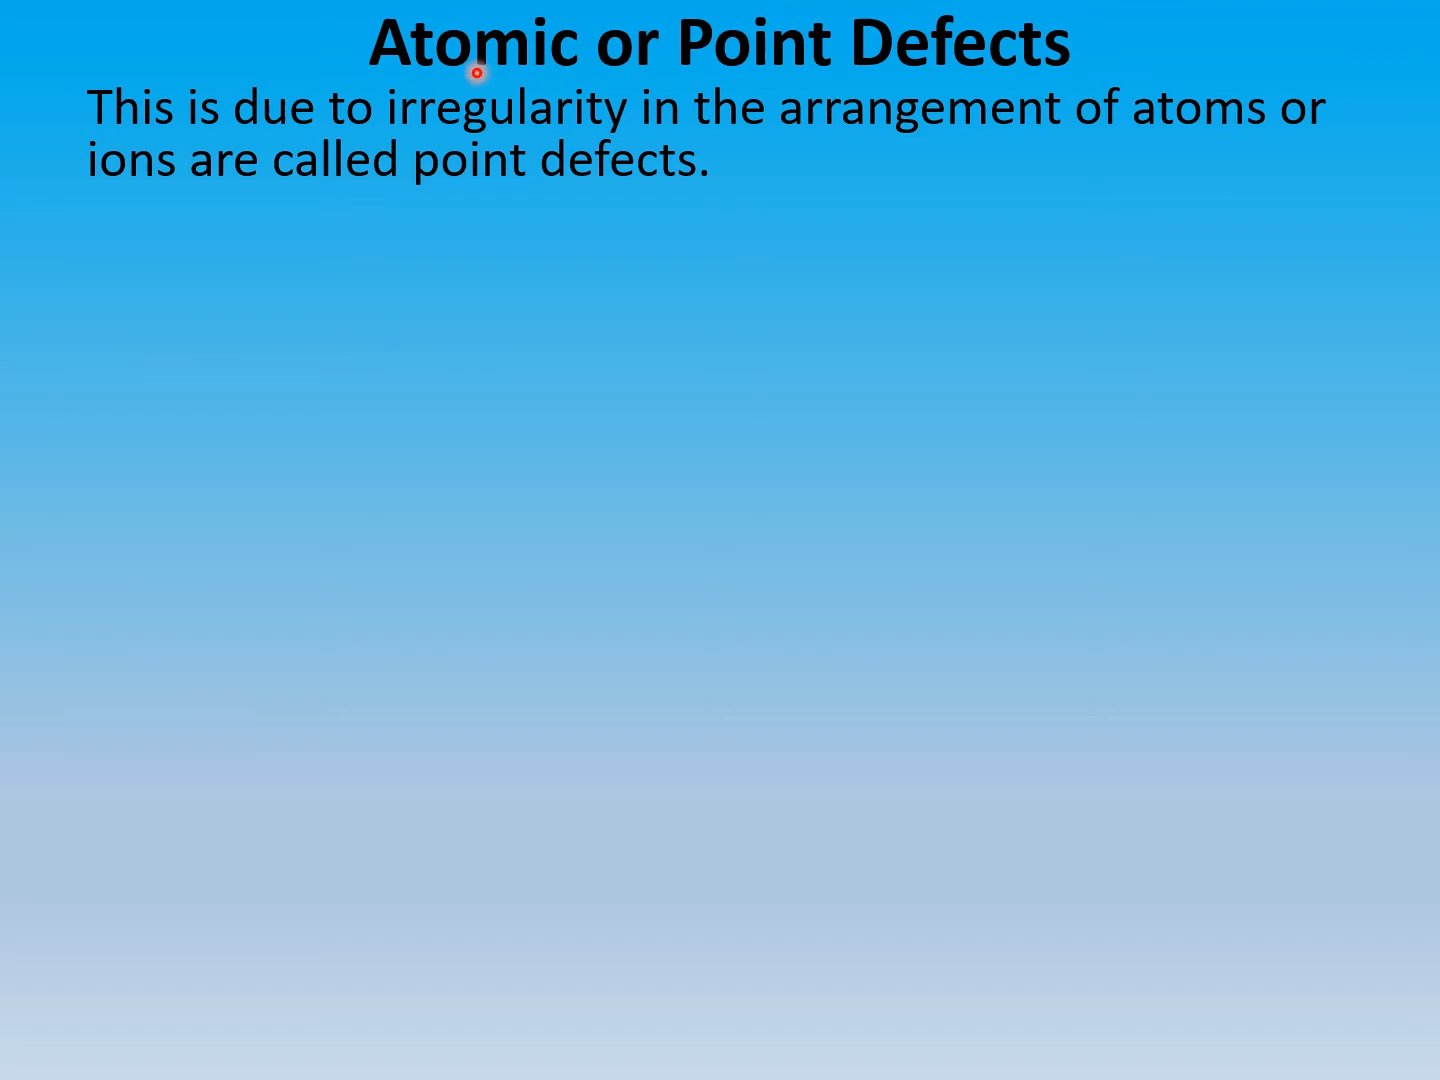 Atomic or Point Defects
This is due to irregularity in the arrangement of atoms or
ions are called point defects.